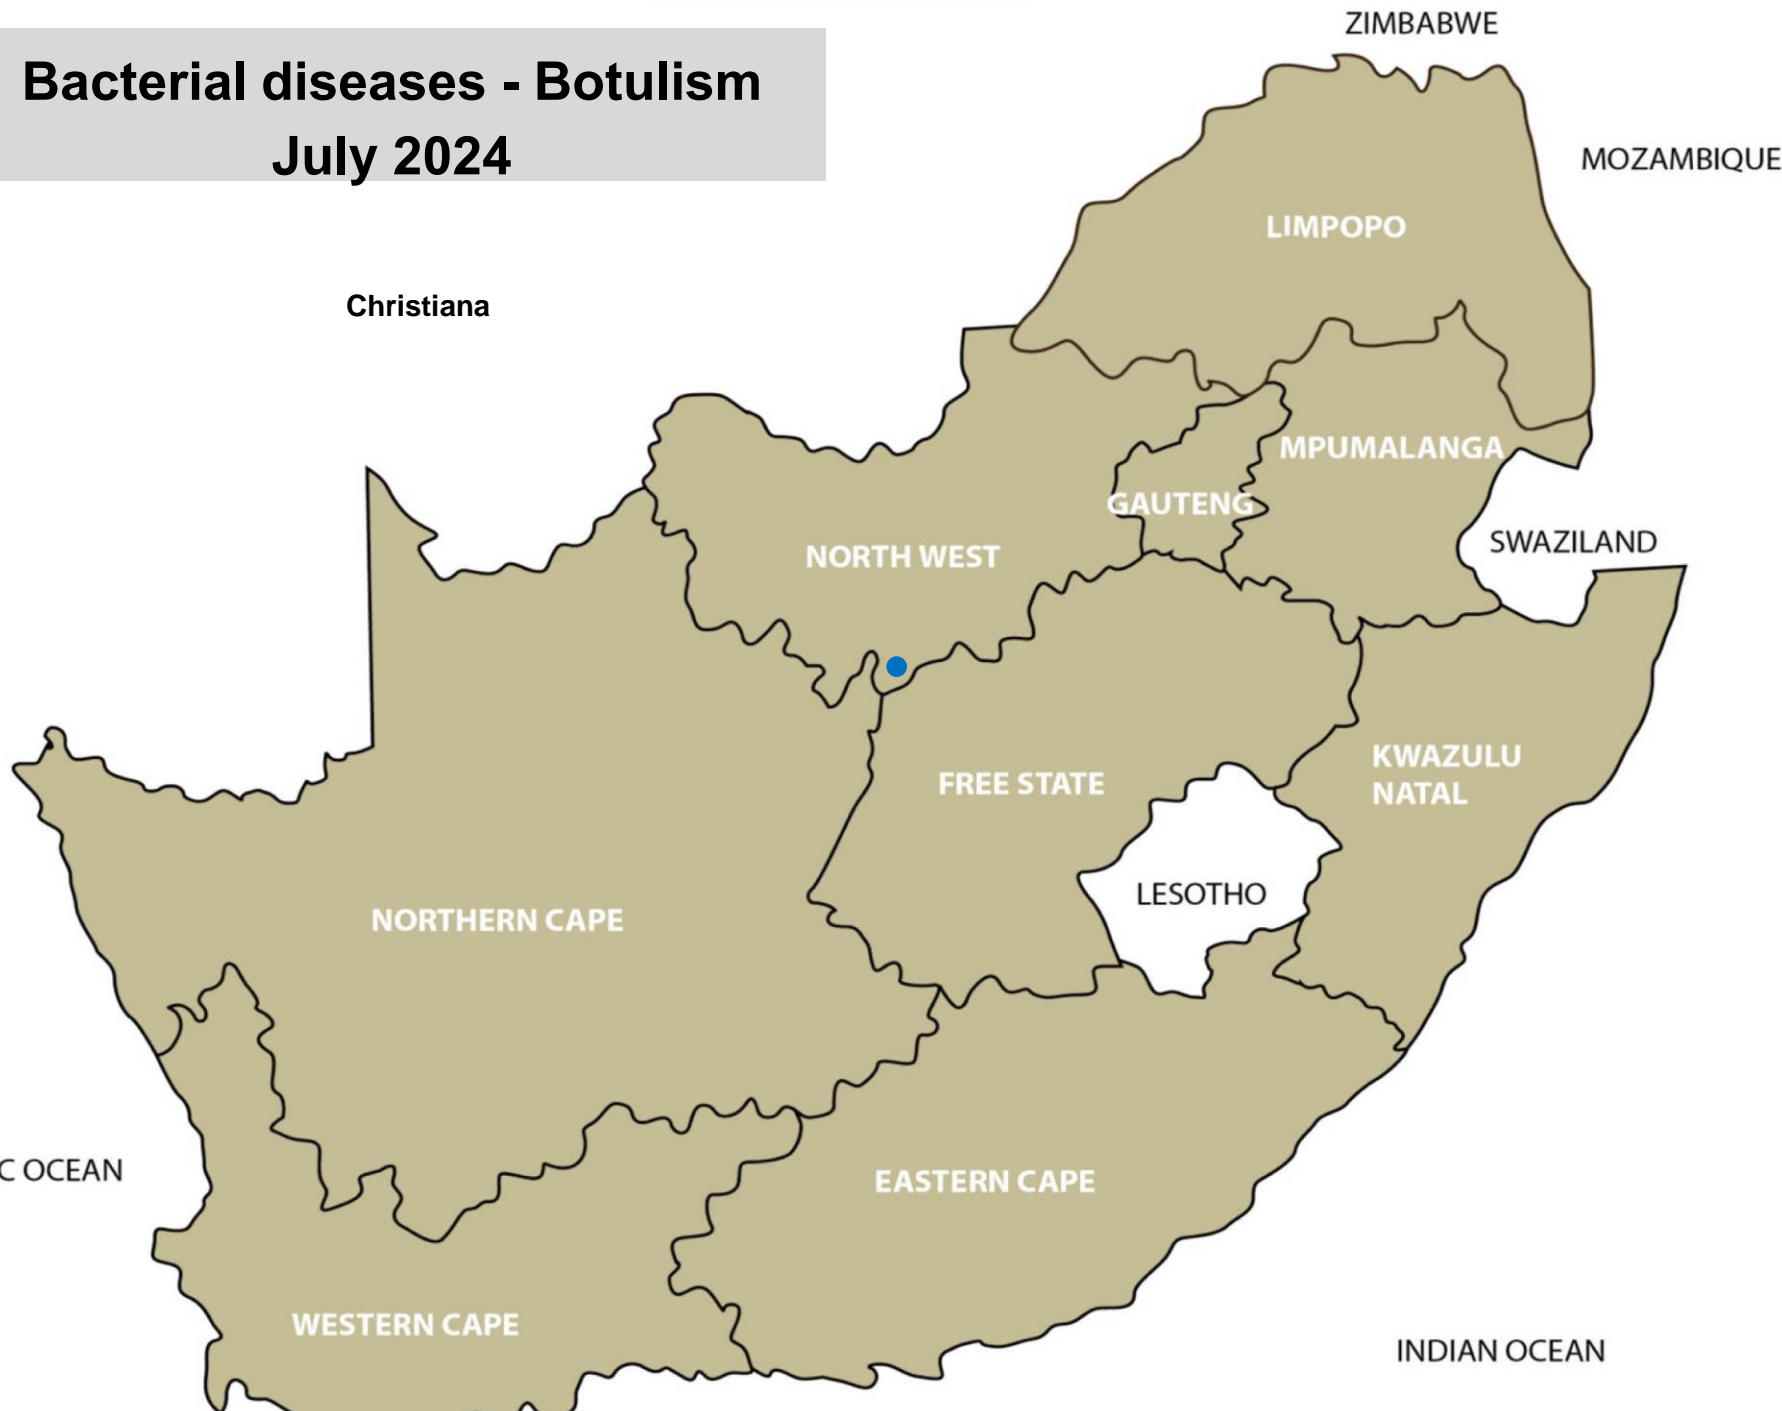 ZIMBABWE
Bacterial diseases - Botulism
July 2024
MOZAMBIQUE
LIMPOPO
Christiana
MPUMALANGA
GAUTENG
SWAZILAND
NORTH WEST
KWAZULU
NATAL
FREE STATE
LESOTHO
NORTHERN CAPE
C OCEAN
EASTERN CAPE
WESTERN CAPE
INDIAN OCEAN